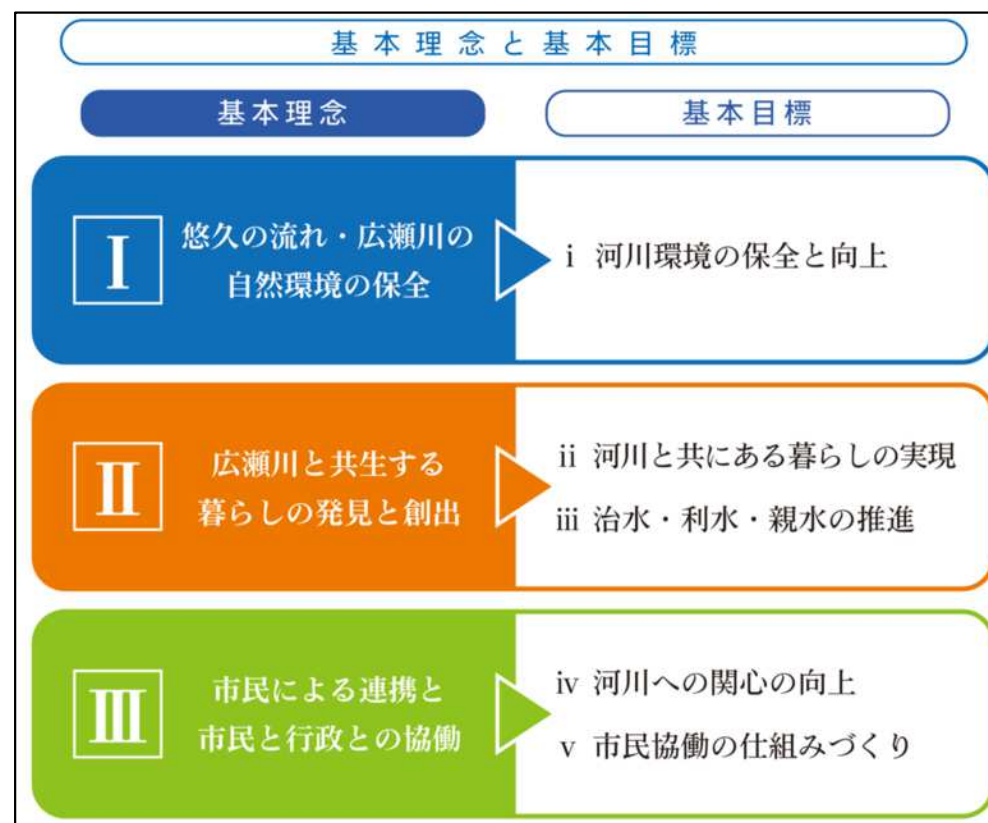 基本理念と基本目標
基本理念
基本目標
I
悠久の流れ・広瀬川の
自然環境の保全
i 河川環境の保全と向上
II
広瀬川と共生する
暮らしの発見と創出
ii 河川と共にある暮らしの実現
iii 治水・利水・親水の推進
III
市民による連携と
市民と行政との協働
iv 河川への関心の向上
v 市民協働の仕組みづくり